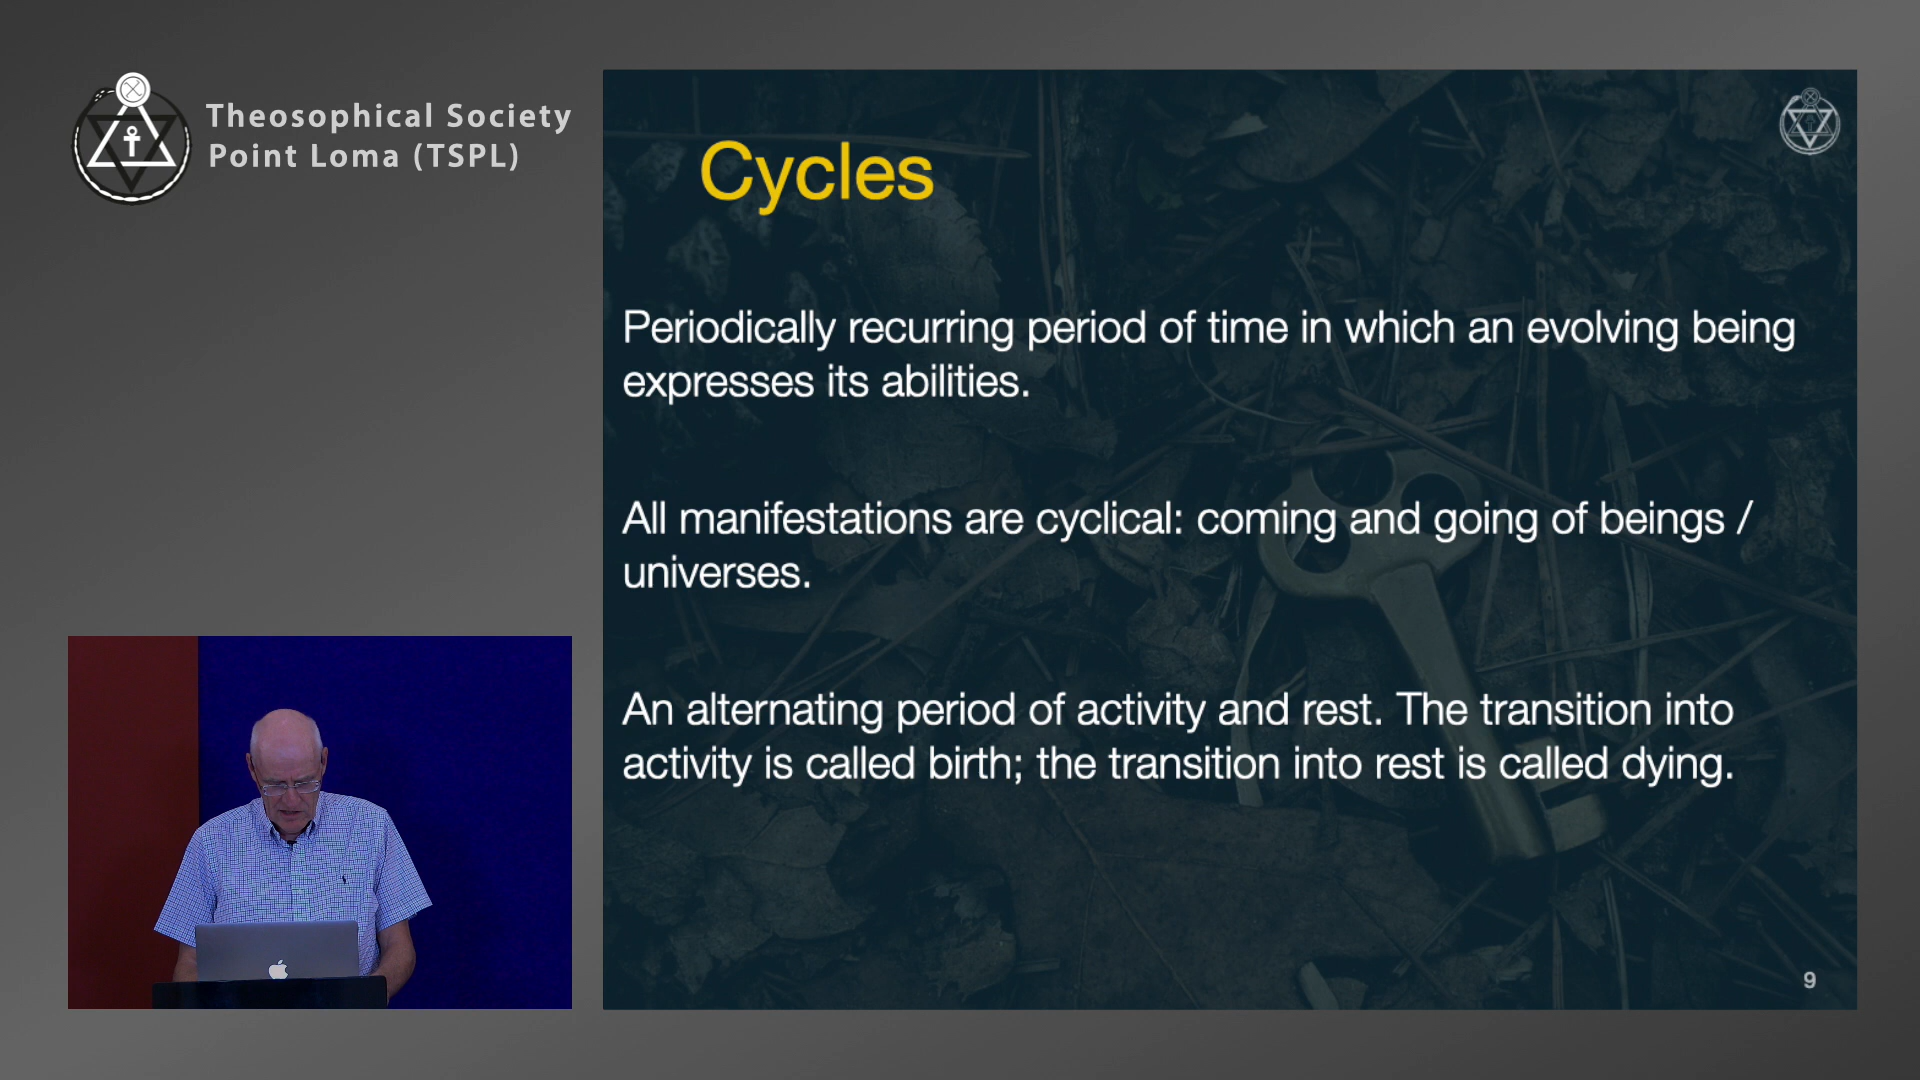 Theosophical Society
Point Loma (TSPL)
Cycles
Periodically recurring period of time in which an evolving being
expresses its abilities.
All manifestations are cyclical: coming and going of beings /
universes.
An alternating period of activity and rest. The transition into
activity is called birth; the transition into rest is called dying.
9